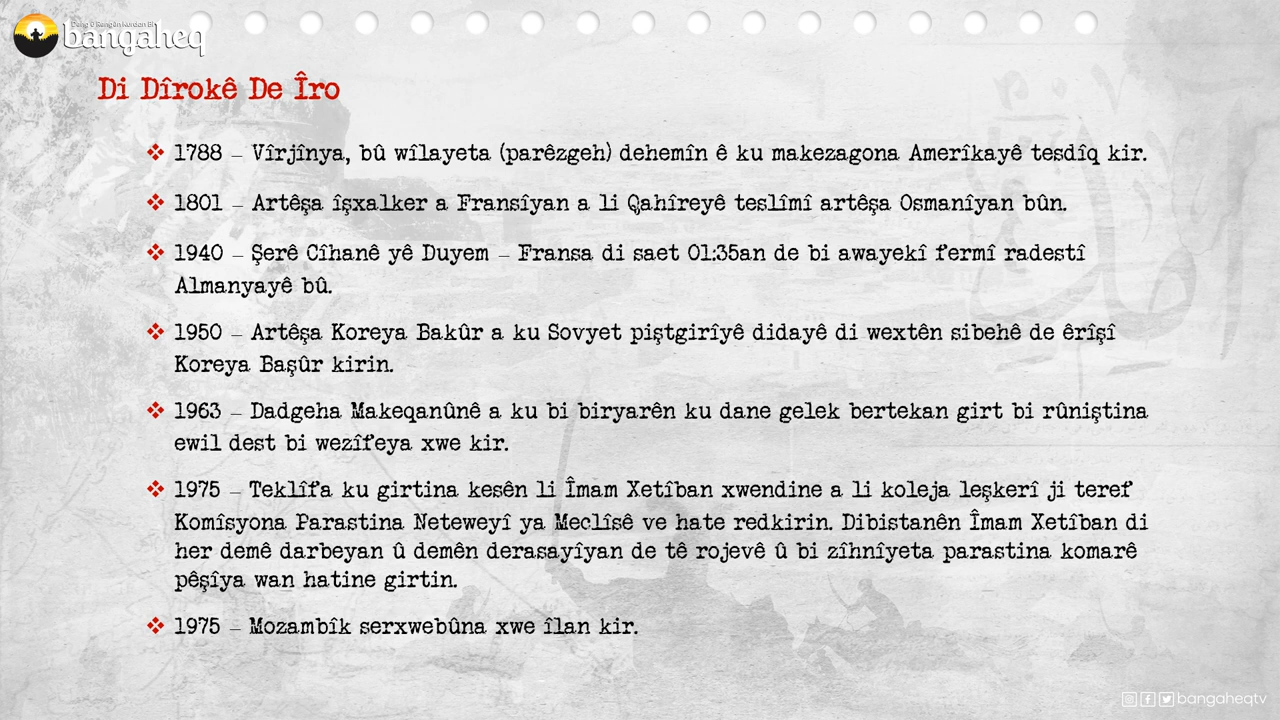 Deng û Rengên Kurdan Bi
bangaheq
Di Dîrokê De Îro
❖ 1788 – Vîrjînya, bû wîlayeta (parêzgeh) dehemîn ê ku makezagona Amerîkayê tesdîq kir.
❖ 1801 – Artêşa îşxalker a Fransîyan a li Qahîreyê teslîmî artêşa Osmanîyan bûn.
❖ 1940 – Şerê Cîhanê yê Duyem – Fransa di saet 01:35an de bi awayekî fermî radestî
Almanyayê bû.
❖ 1950 – Artêşa Koreya Bakûr a ku Sovyet piştgirîyê didayê di wextên sibehê de êrîşî
Koreya Başûr kirin.
❖ 1963 – Dadgeha Makeqanûnê a ku bi biryarên ku dane gelek bertekan girt bi rûniştina
ewil dest bi wezîfeya xwe kir.
❖ 1975 – Teklîfa ku girtina kesên li Îmam Xetîban xwendine a li koleja leşkerî ji teref
Komîsyona Parastina Neteweyî ya Meclîsê ve hate redkirin. Dibistanên Îmam Xetîban di
her demê darbeyan û demên derasayîyan de tê rojevê û bi zîhnîyeta parastina komarê
pêşîya wan hatine girtin.
❖ 1975 – Mozambîk serxwebûna xwe îlan kir.
bangaheqtv